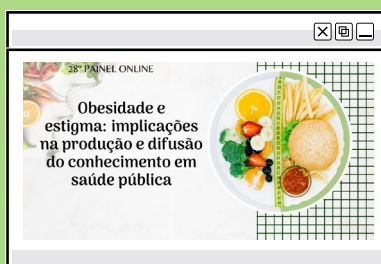 28º PAINEL ONLINE
Obesidade e
estigma: implicações
na produção e difusão
do conhecimento em
saúde pública